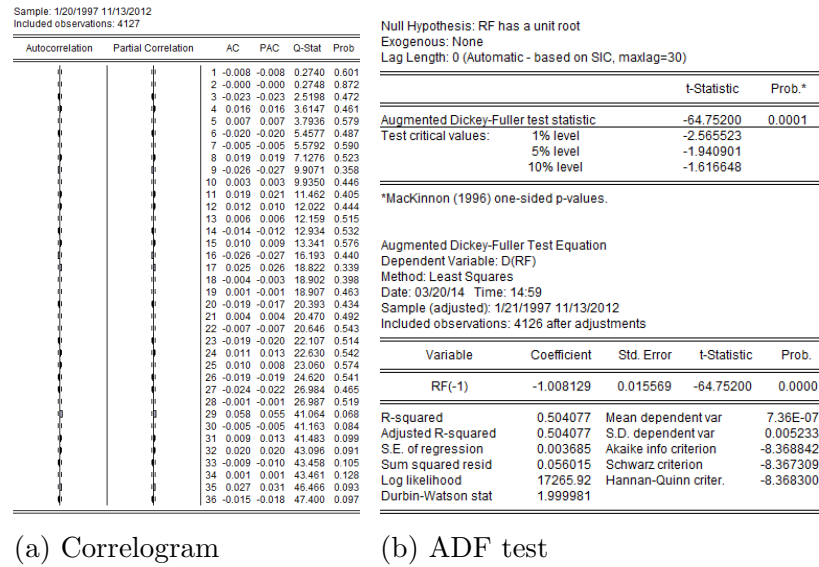 Sample: 1/20/1997 11/13/2012
Included observations: 4127
Autocorrelation Partial Correlation AC PAC Q-Stat Prob
1 -0.008 -0.008 0.2740 0.601
2 -0.000 -0.000 0.2748 0.872
3 -0.023 -0.023 2.5198 0.472
4 0.016 0.016 3.6147 0.461
5 0.007 0.007 3.7936 0.579
6 -0.020 -0.020 5.4577 0.487
7 -0.005 -0.005 5.5792 0.590
8 0.019 0.019 7.1276 0.523
9 -0.026 -0.027 9.9071 0.358
10 0.003 0.003 9.9350 0.446
11 0.019 0.021 11.462 0.405
12 0.012 0.010 12.022 0.444
13 0.006 0.006 12.159 0.515
14 -0.014 -0.012 12.934 0.532
15 0.010 0.009 13.341 0.576
16 -0.026 -0.027 16.193 0.440
17 0.025 0.026 18.822 0.339
18 -0.004 -0.003 18.902 0.398
19 0.001 -0.001 18.907 0.463
20 -0.019 -0.017 20.393 0.434
21 0.004 0.004 20.470 0.492
22 -0.007 -0.007 20.646 0.543
23 -0.019 -0.020 22.107 0.514
24 0.011 0.013 22.630 0.542
25 0.010 0.008 23.060 0.574
26 -0.019 -0.019 24.620 0.541
27 -0.024 -0.022 26.984 0.465
28 -0.001 -0.001 26.987 0.519
29 0.058 0.055 41.064 0.068
30 -0.005 -0.005 41.163 0.084
31 0.009 0.013 41.483 0.099
32 0.020 0.020 43.096 0.091
33 -0.009 -0.010 43.458 0.105
34 0.001 0.001 43.461 0.128
35 0.027 0.031 46.466 0.093
36 -0.015 -0.018 47.400 0.097
(a) Correlogram
Null Hypothesis: RF has a unit root
Exogenous: None
Lag Length: 0 (Automatic - based on SIC, maxlag=30)
t-Statistic Prob.*
Augmented Dickey-Fuller test statistic -64.75200 0.0001
Test critical values: 1% level -2.565523
5% level -1.940901
10% level -1.616648
*MacKinnon (1996) one-sided p-values.
Augmented Dickey-Fuller Test Equation
Dependent Variable: D(RF)
Method: Least Squares
Date: 03/20/14 Time: 14:59
Sample (adjusted): 1/21/1997 11/13/2012
Included observations: 4126 after adjustments
Variable Coefficient Std. Error t-Statistic Prob.
RF(-1) -1.008129 0.015569 -64.75200 0.0000
R-squared 0.504077 Mean dependent var 7.36E-07
Adjusted R-squared 0.504077 S.D. dependent var 0.005233
S.E. of regression 0.003685 Akaike info criterion -8.368842
Sum squared resid 0.056015 Schwarz criterion -8.367309
Log likelihood 17265.92 Hannan-Quinn criter. -8.368300
Durbin-Watson stat 1.999981
(b) ADF test